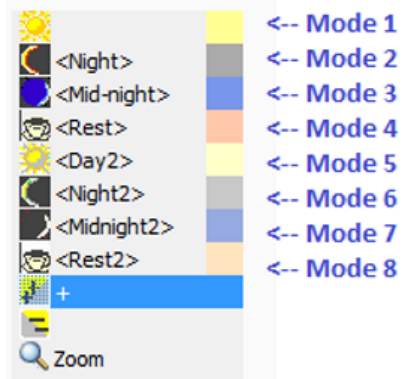 <-- Mode 1
<Night> <-- Mode 2
<Mid-night> <-- Mode 3
<Rest> <-- Mode 4
<Day2> <-- Mode 5
<Night2> <-- Mode 6
<Midnight2> <-- Mode 7
<Rest2> <-- Mode 8
+
Zoom